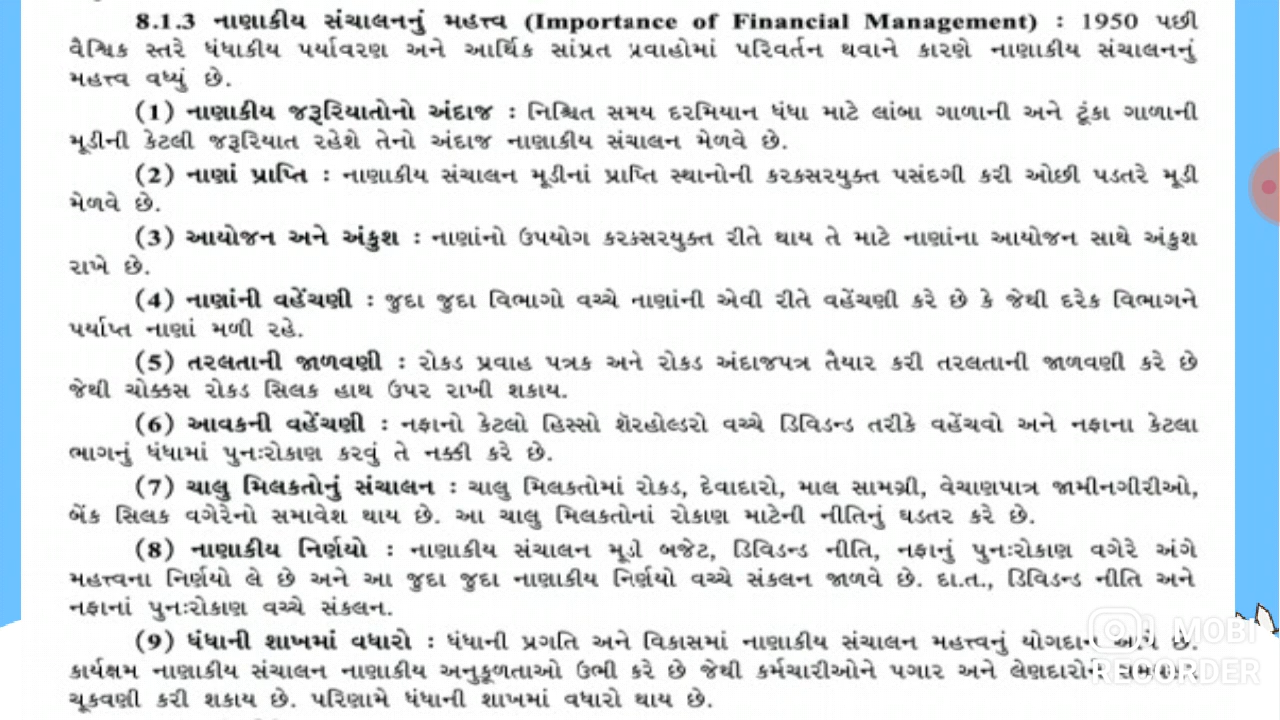 8.1.3 નાણાકીય સંચાલનનું મહત્ત્વ (Importance of Financial Management) : 1950 પછી
વૈશ્વિક સ્તરે ધંધાકીય પર્યાવરણ અને આર્થિક સાંપ્રત પ્રવાહોમાં પરિવર્તન થવાને કારણે નાણાકીય સંચાલનનું
મહત્ત્વ વધ્યું છે.
(1) નાણાકીય જરૂરિયાતોનો અંદાજ : નિશ્ચિત સમય દરમિયાન ધંધા માટે લાંબા ગાળાની અને ટૂંકા ગાળાની
મૂડીની કેટલી જરૂરિયાત રહેશે તેનો અંદાજ નાણાકીય સંચાલન મેળવે છે.
(2) નાણાં પ્રાપ્તિ : નાણાકીય સંચાલન મૂડીનાં પ્રાપ્તિ સ્થાનોની કરકસરયુક્ત પસંદગી કરી ઓછી પડતરે મૂડી
મેળવે છે.
(3) આયોજન અને અંકુશ : નાણાંનો ઉપયોગ કરકસરયુક્ત રીતે થાય તે માટે નાણાંના આયોજન સાથે અંકુશ
રાખે છે.
(4) નાણાંની વહેંચણી : જુદા જુદા વિભાગો વચ્ચે નાણાંની એવી રીતે વહેંચણી કરે છે કે જેથી દરેક વિભાગને
પર્યાપ્ત નાણાં મળી રહે.
(5) તરલતાની જાળવણી : રોકડ પ્રવાહ પત્રક અને રોકડ અંદાજપત્ર તૈયાર કરી તરલતાની જાળવણી કરે છે
જેથી ચોક્કસ રોકડ સિલક હાથ ઉપર રાખી શકાય.
(6) આવકની વહેંચણી : નફાનો કેટલો હિસ્સો શૅરહોલ્ડરો વચ્ચે ડિવિડન્ડ તરીકે વહેંચવો અને નફાના કેટલા
ભાગનું ધંધામાં પુનઃરોકાણ કરવું તે નક્કી કરે છે.
(7) ચાલુ મિલકતોનું સંચાલન : ચાલુ મિલકતોમાં રોકડ, દેવાદારો, માલ સામગ્રી, વેચાણપાત્ર જામીનગીરીઓ,
બેંક સિલક વગેરેનો સમાવેશ થાય છે. આ ચાલુ મિલકતોનાં રોકાણ માટેની નીતિનું ઘડતર કરે છે.
(8) નાણાકીય નિર્ણયો : નાણાકીય સંચાલન મૂડી બજેટ, ડિવિડન્ડ નીતિ, નફાનું પુનઃરોકાણ વગેરે અંગે
મહત્ત્વના નિર્ણયો લે છે અને આ જુદા જુદા નાણાકીય નિર્ણયો વચ્ચે સંકલન જાળવે છે. દા.ત., ડિવિડન્ડ નીતિ અને
નફાનાં પુનઃરોકાણ વચ્ચે સંકલન.
(9) ધંધાની શાખમાં વધારો : ધંધાની પ્રગતિ અને વિકાસમાં નાણાકીય સંચાલન મહત્ત્વનું યોગદાન આપે છે.
કાર્યક્ષમ નાણાકીય સંચાલન નાણાકીય અનુકૂળતાઓ ઉભી કરે છે જેથી કર્મચારીઓને પગાર અને લેણદારોને
ચૂકવણી કરી શકાય છે. પરિણામે ધંધાની શાખમાં વધારો થાય છે.
MOBI
RECORDER